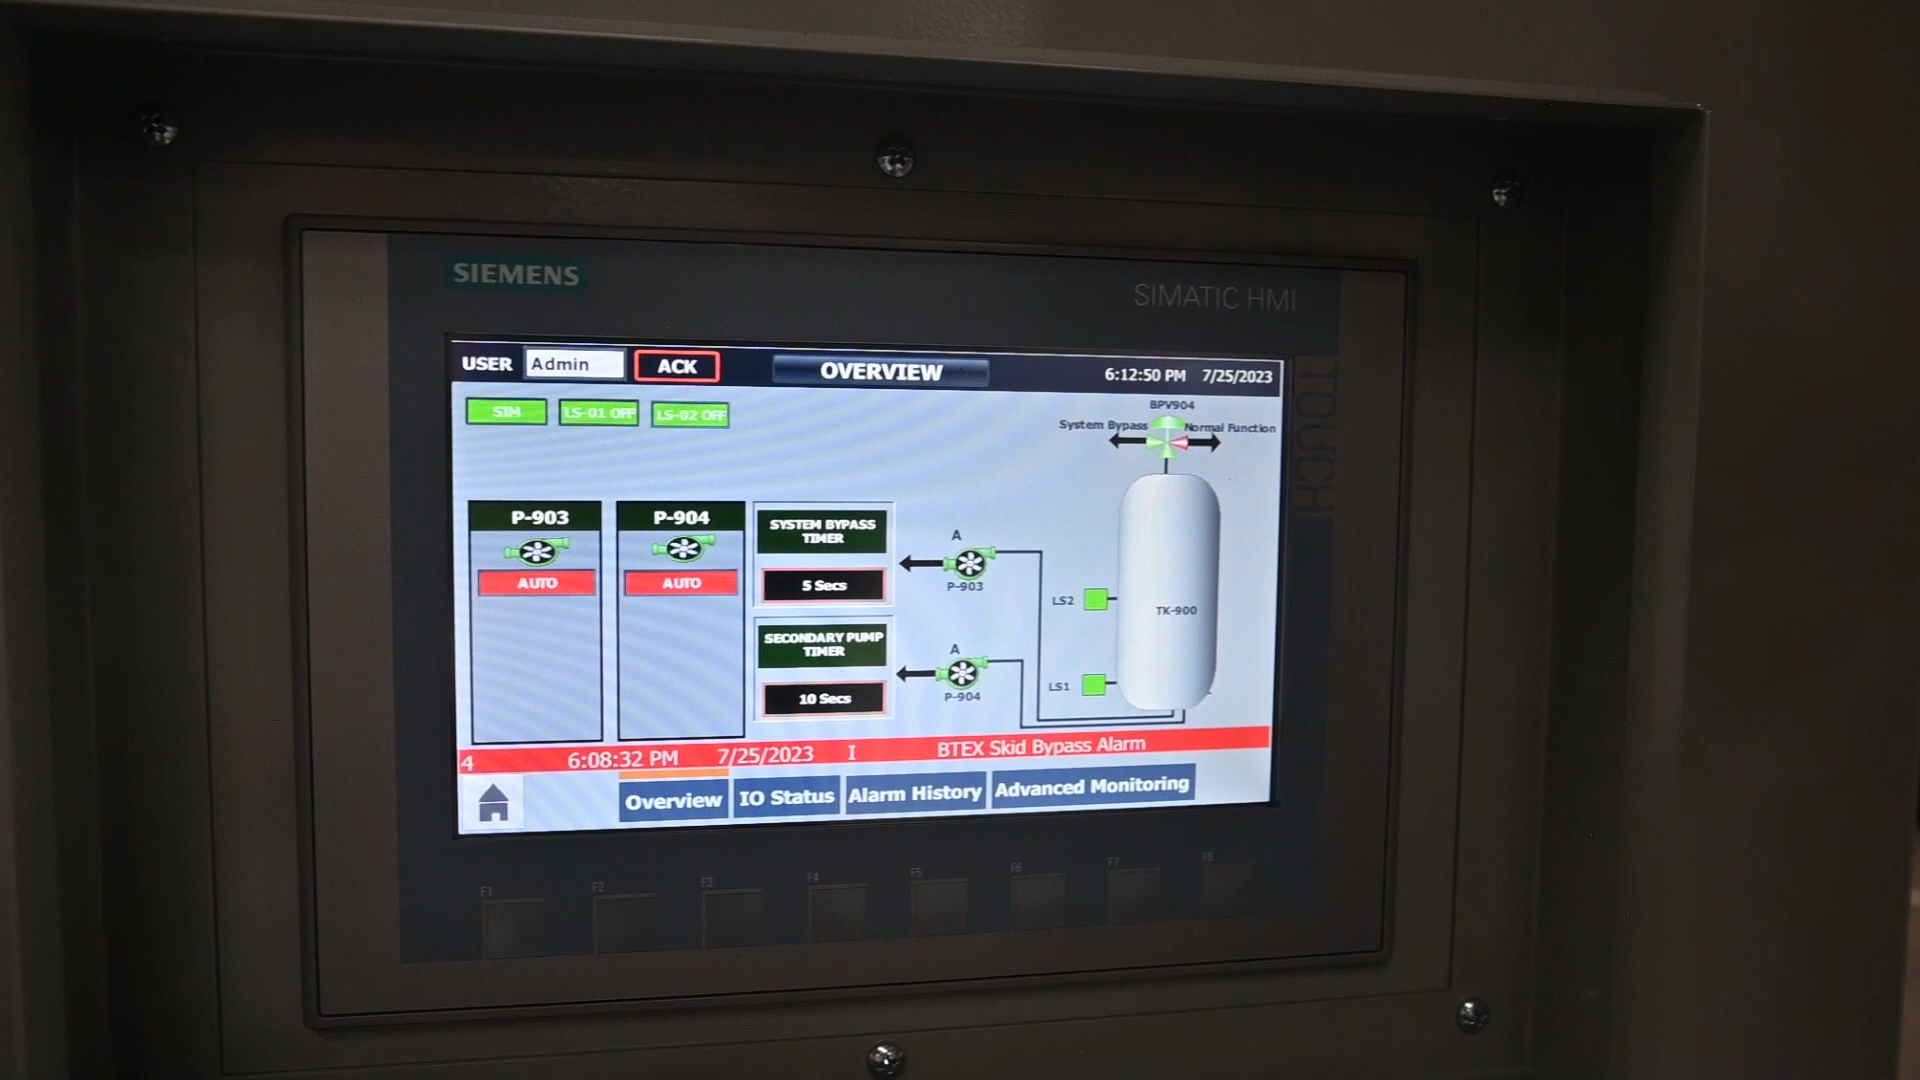 SIEMENS
SIMATIC HMI
TOUCH
USER Admin ACK OVERVIEW 6:12:50 PM 7/25/2023
SIM LS-01 OFF LS-02 OFF
BPV904
System Bypass Normal Function
P-903 P-904
AUTO AUTO
SYSTEM BYPASS
TIMER
5 Secs
SECONDARY PUMP
TIMER
10 Secs
A
P-903
A
P-904
LS2
TK-900
LS1
4 6:08:32 PM 7/25/2023 I BTEX Skid Bypass Alarm
Overview IO Status Alarm History Advanced Monitoring
F1 F2 F3 F4 F5 F6 F7 F8